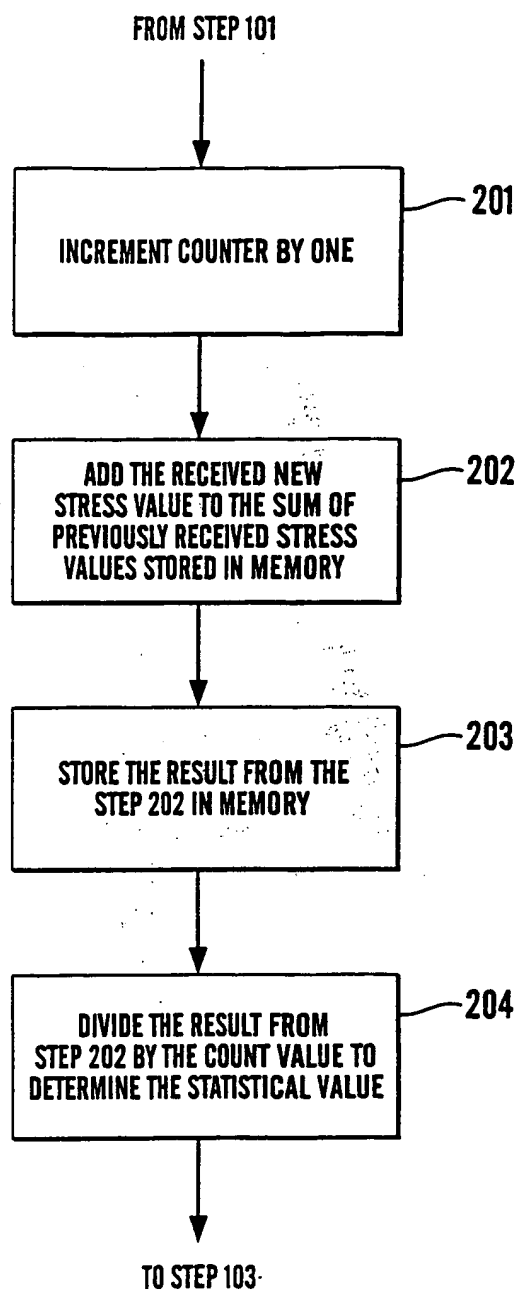 FROM STEP 101
201
INCREMENT COUNTER BY ONE
202
ADD THE RECEIVED NEW
STRESS VALUE TO THE SUM OF
PREVIOUSLY RECEIVED STRESS
VALUES STORED IN MEMORY
203
STORE THE RESULT FROM THE
STEP 202 IN MEMORY
204
DIVIDE THE RESULT FROM
STEP 202 BY THE COUNT VALUE TO
DETERMINE THE STATISTICAL VALUE
TO STEP 103